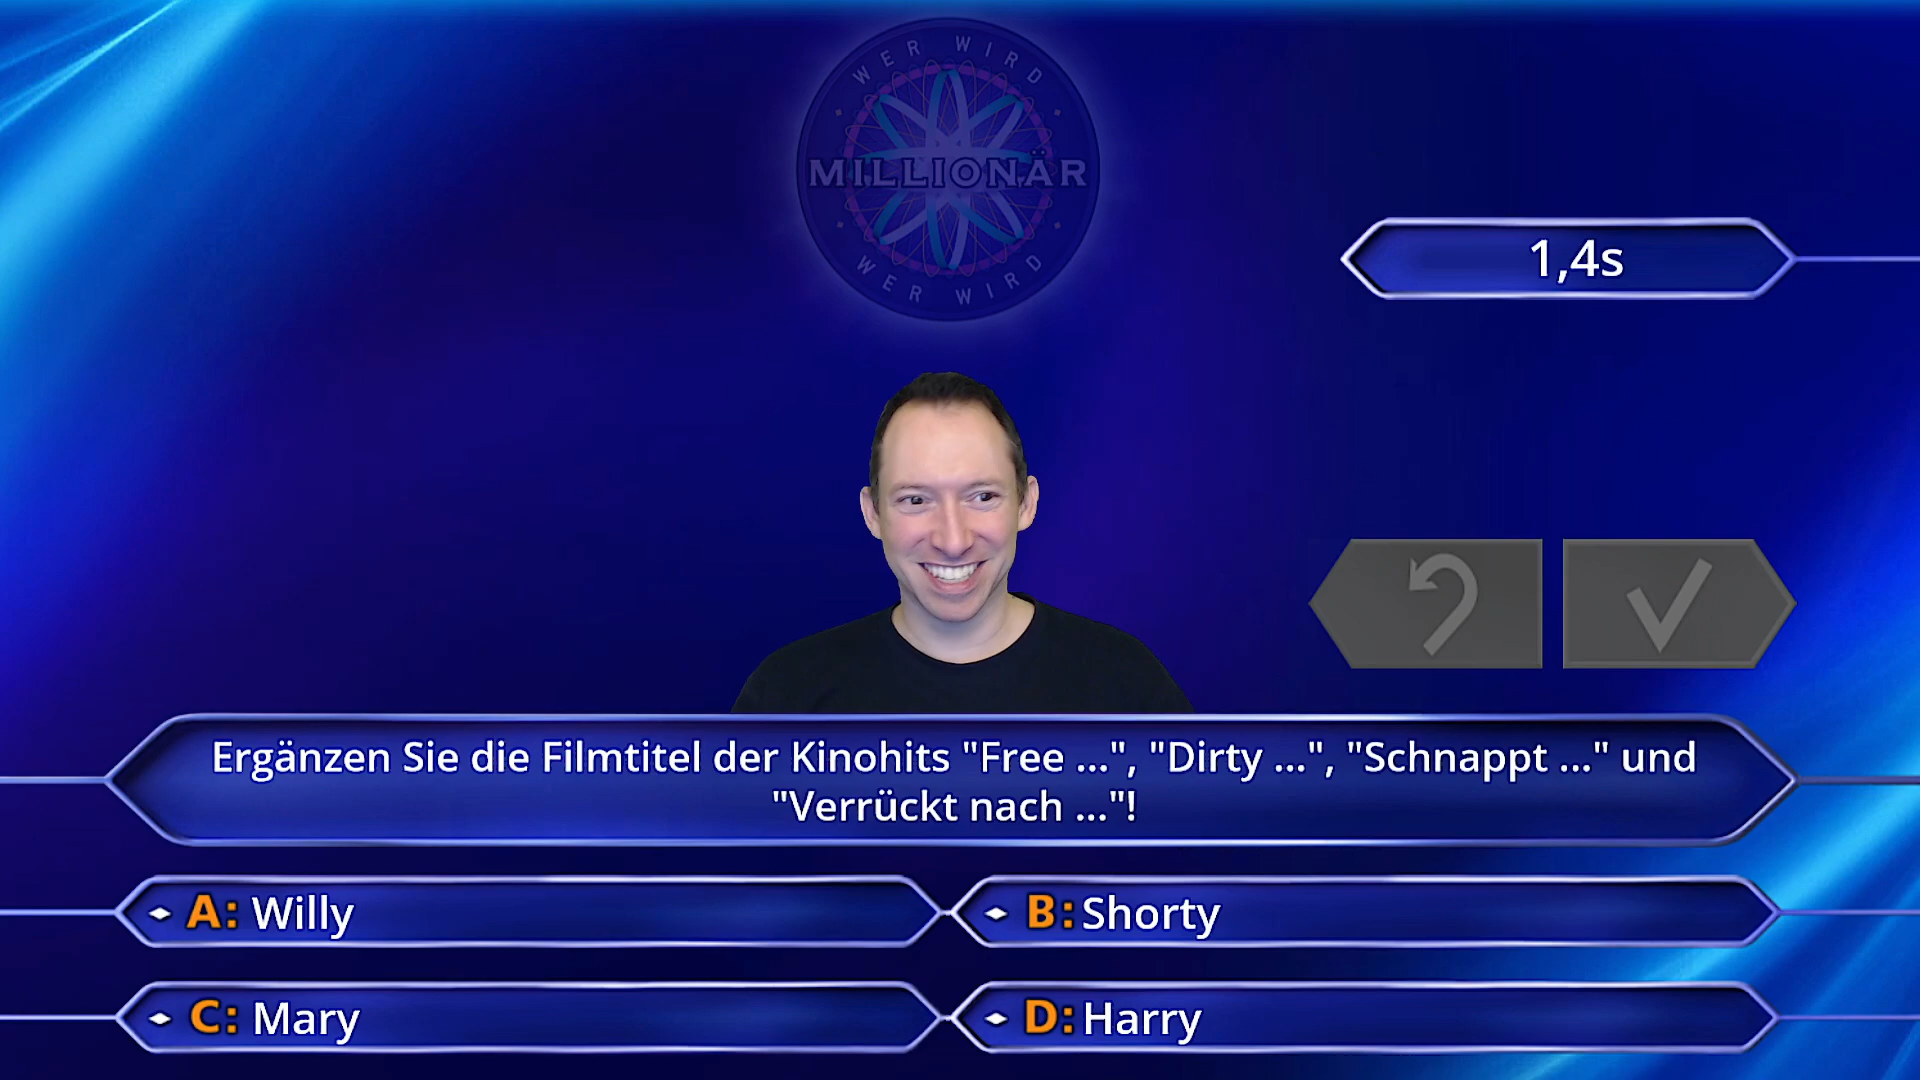 WER WIRD
MILLIONÄR
WER WIRD
1,4s
Ergänzen Sie die Filmtitel der Kinohits "Free ...", "Dirty ...", "Schnappt ..." und
"Verrückt nach ..."!
A: Willy
B: Shorty
C: Mary
D: Harry